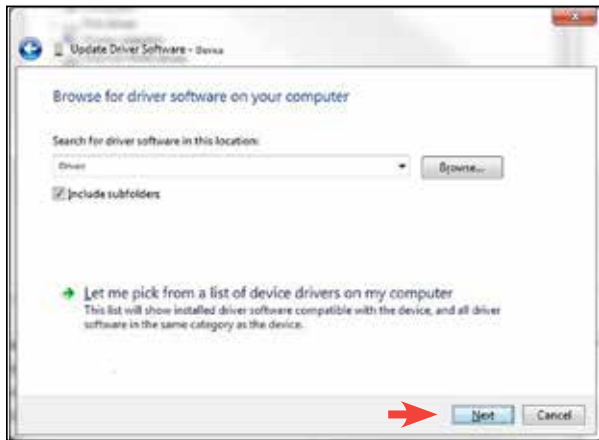 Update Driver Software - Device
Browse for driver software on your computer
Search for driver software in this location:
Browse...
Include subfolders
Let me pick from a list of device drivers on my computer
This list will show installed driver software compatible with the device, and all driver
software in the same category as the device.
Next
Cancel